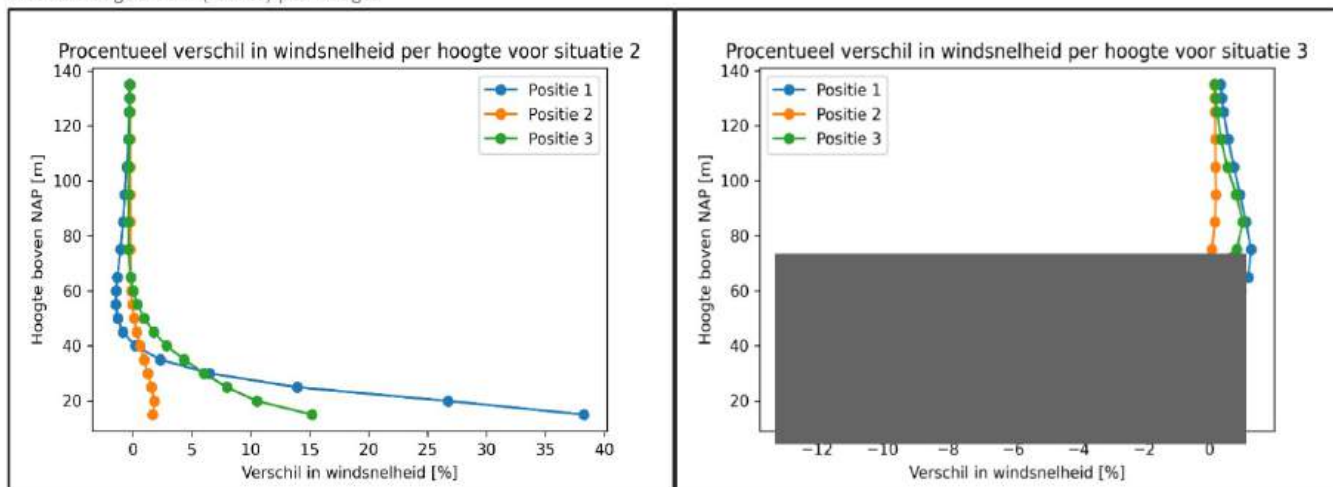 Procentueel verschil in windsnelheid per hoogte voor situatie 2
140
120
100
80
60
40
20
Hoogte boven NAP [m]
Positie 1
Positie 2
Positie 3
0
5
10
15
20
25
30
35
40
Verschil in windsnelheid [%]
Procentueel verschil in windsnelheid per hoogte voor situatie 3
140
120
100
80
60
40
20
Hoogte boven NAP [m]
Positie 1
Positie 2
Positie 3
−12
−10
−8
−6
−4
−2
0
Verschil in windsnelheid [%]